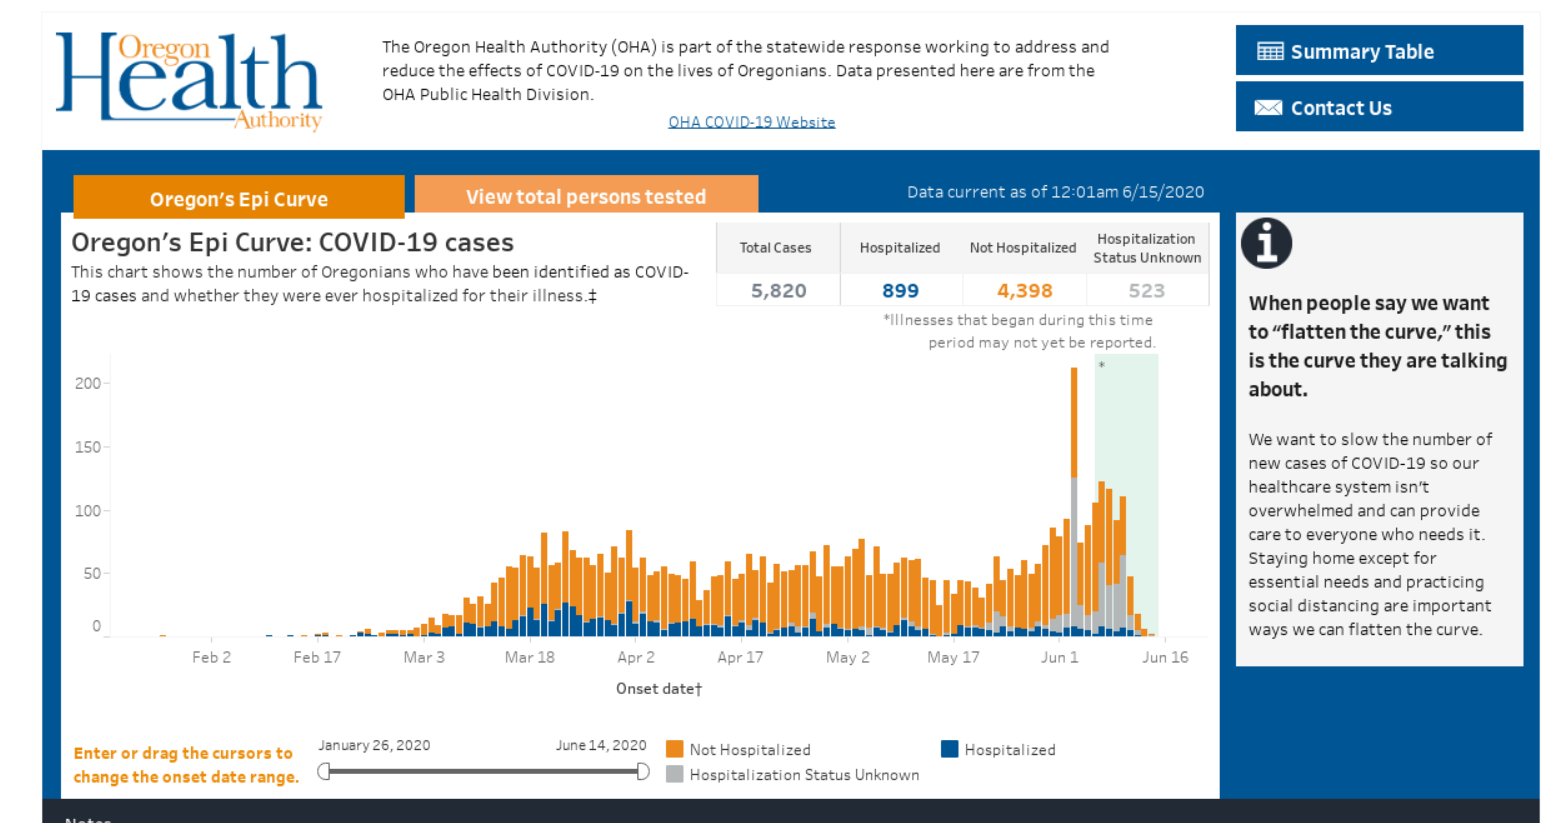 Oregon
Health
Authority
The Oregon Health Authority (OHA) is part of the statewide response working to address and
reduce the effects of COVID-19 on the lives of Oregonians. Data presented here are from the
OHA Public Health Division.
OHA COVID-19 Website
Summary Table
Contact Us
Oregon's Epi Curve
View total persons tested
Data current as of 12:01am 6/15/2020
Oregon's Epi Curve: COVID-19 cases
This chart shows the number of Oregonians who have been identified as COVID-
19 cases and whether they were ever hospitalized for their illness.‡
Total Cases
Hospitalized
Not Hospitalized
Hospitalization
Status Unknown
5,820
899
4,398
523
*Illnesses that began during this time
period may not yet be reported.
*
200
150
100
50
0
Feb 2
Feb 17
Mar 3
Mar 18
Apr 2
Apr 17
May 2
May 17
Jun 1
Jun 16
Onset date†
Enter or drag the cursors to
change the onset date range.
January 26, 2020
June 14, 2020
Not Hospitalized
Hospitalized
Hospitalization Status Unknown
i
When people say we want
to “flatten the curve,” this
is the curve they are talking
about.
We want to slow the number of
new cases of COVID-19 so our
healthcare system isn't
overwhelmed and can provide
care to everyone who needs it.
Staying home except for
essential needs and practicing
social distancing are important
ways we can flatten the curve.
Notes